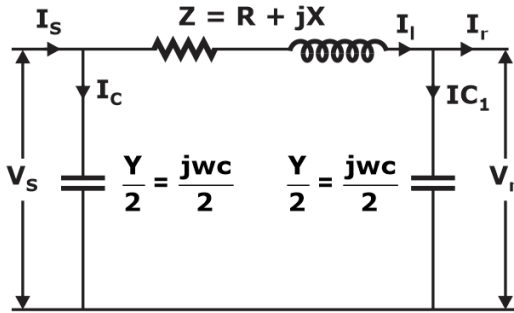 I_S
Z = R + jX
I_l
I_r
I_C
IC_1
V_S
Y/2 = jwc/2
Y/2 = jwc/2
V_r